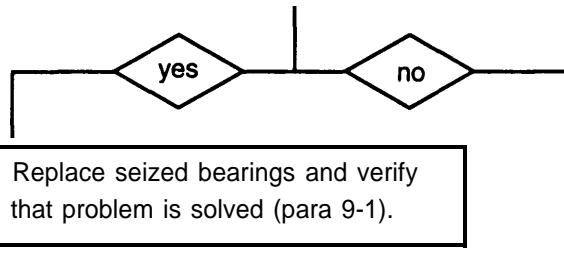 yes no
Replace seized bearings and verify
that problem is solved (para 9-1).